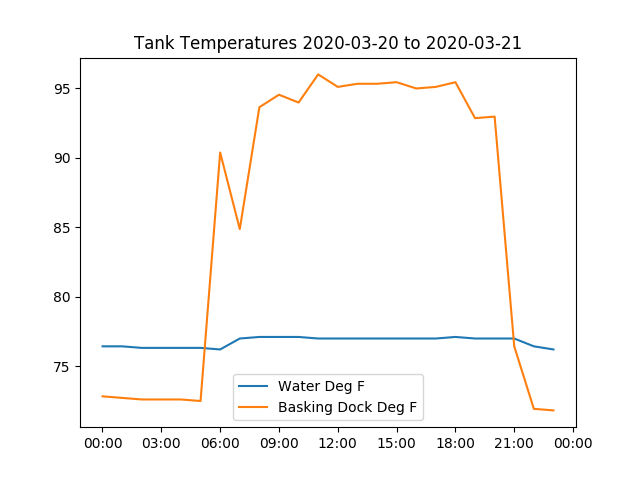 Tank Temperatures 2020-03-20 to 2020-03-21
95
90
85
80
75
Water Deg F
Basking Dock Deg F
00:00 03:00 06:00 09:00 12:00 15:00 18:00 21:00 00:00